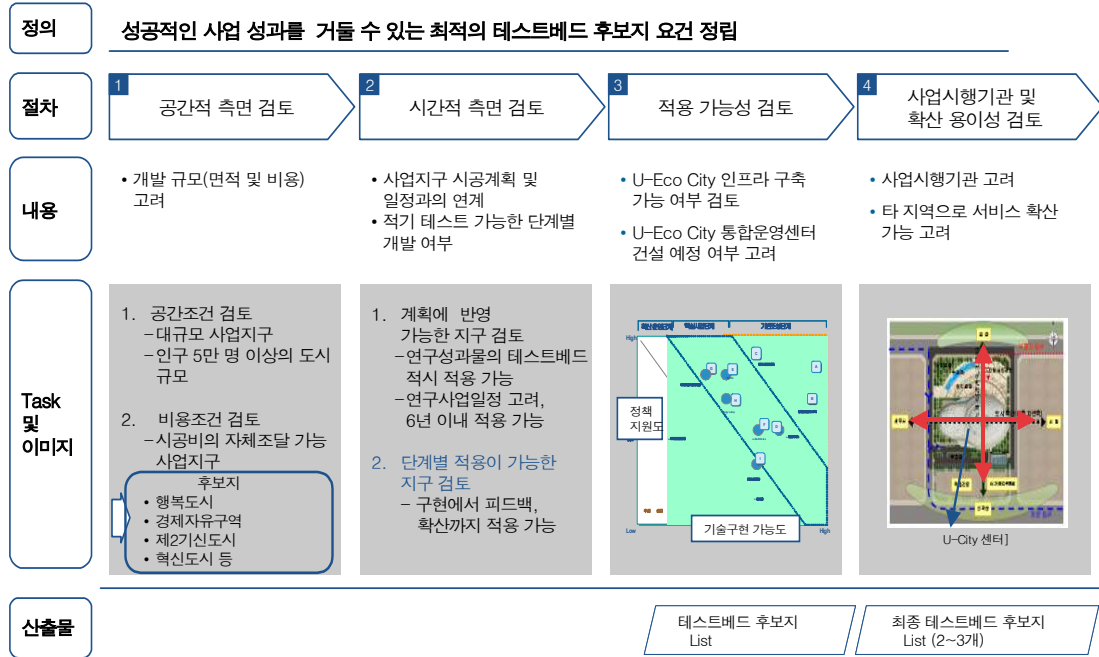 정의
성공적인 사업 성과를 거둘 수 있는 최적의 테스트베드 후보지 요건 정립
절차
1
공간적 측면 검토
2
시간적 측면 검토
3
적용 가능성 검토
4
사업시행기관 및
확산 용이성 검토
내용
• 개발 규모(면적 및 비용)
고려
• 사업지구 시공계획 및
일정과의 연계
• 적기 테스트 가능한 단계별
개발 여부
• U-Eco City 인프라 구축
가능 여부 검토
• U-Eco City 통합운영센터
건설 예정 여부 고려
• 사업시행기관 고려
• 타 지역으로 서비스 확산
가능 고려
Task
및
이미지
1. 공간조건 검토
-대규모 사업지구
-인구 5만 명 이상의 도시
규모
2. 비용조건 검토
-시공비의 자체조달 가능
사업지구
후보지
• 행복도시
• 경제자유구역
• 제2기신도시
• 혁신도시 등
1. 계획에 반영
가능한 지구 검토
-연구성과물의 테스트베드
적시 적용 가능
-연구사업일정 고려,
6년 이내 적용 가능
2. 단계별 적용이 가능한
지구 검토
- 구현에서 피드백,
확산까지 적용 가능
High
정책
지원도
Low
기술구현 가능도
High
U-City 센터]
산출물
테스트베드 후보지
List
최종 테스트베드 후보지
List (2~3개)